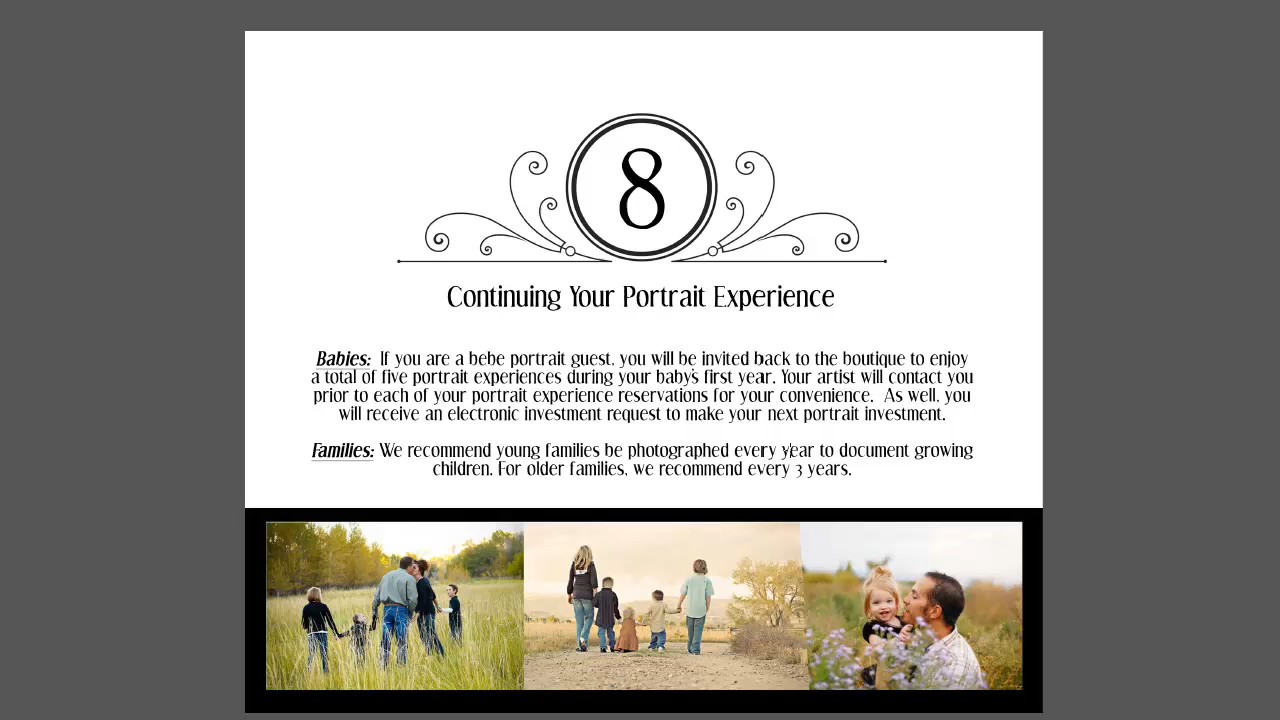 8
Continuing Your Portrait Experience
Babies: If you are a bebe portrait guest, you will be invited back to the boutique to enjoy
a total of five portrait experiences during your baby's first year. Your artist will contact you
prior to each of your portrait experience reservations for your convenience. As well, you
will receive an electronic investment request to make your next portrait investment.
Families: We recommend young families be photographed every year to document growing
children. For older families, we recommend every 3 years.